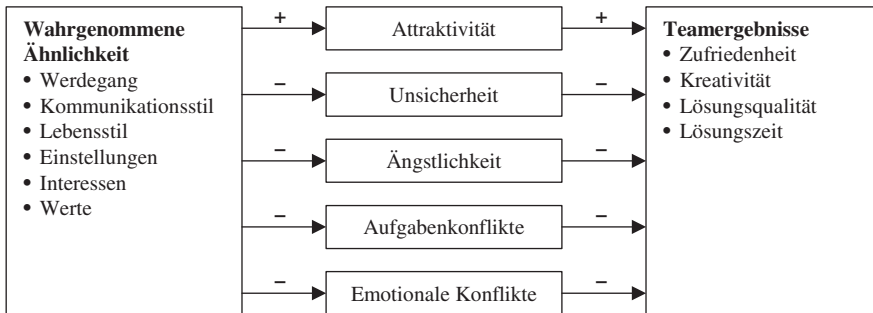 Wahrgenommene
Ähnlichkeit
• Werdegang
• Kommunikationsstil
• Lebensstil
• Einstellungen
• Interessen
• Werte
+
Attraktivität
+
–
Unsicherheit
–
–
Ängstlichkeit
–
–
Aufgabenkonflikte
–
–
Emotionale Konflikte
–
Teamergebnisse
• Zufriedenheit
• Kreativität
• Lösungsqualität
• Lösungszeit